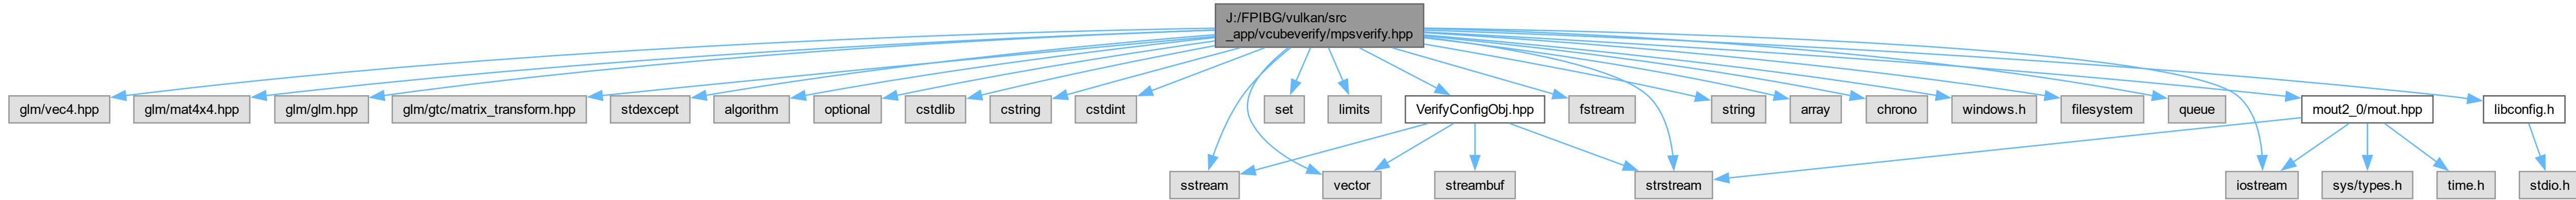 J:/FPIBG/vulkan/src
_app/vcubeverify/mpsverify.hpp
glm/vec4.hpp
glm/mat4x4.hpp
glm/glm.hpp
glm/gtc/matrix_transform.hpp
stdexcept
algorithm
optional
cstdlib
cstring
cstdint
set
limits
VerifyConfigObj.hpp
fstream
string
array
chrono
windows.h
filesystem
queue
mout2_0/mout.hpp
libconfig.h
sstream
vector
streambuf
strstream
iostream
sys/types.h
time.h
stdio.h